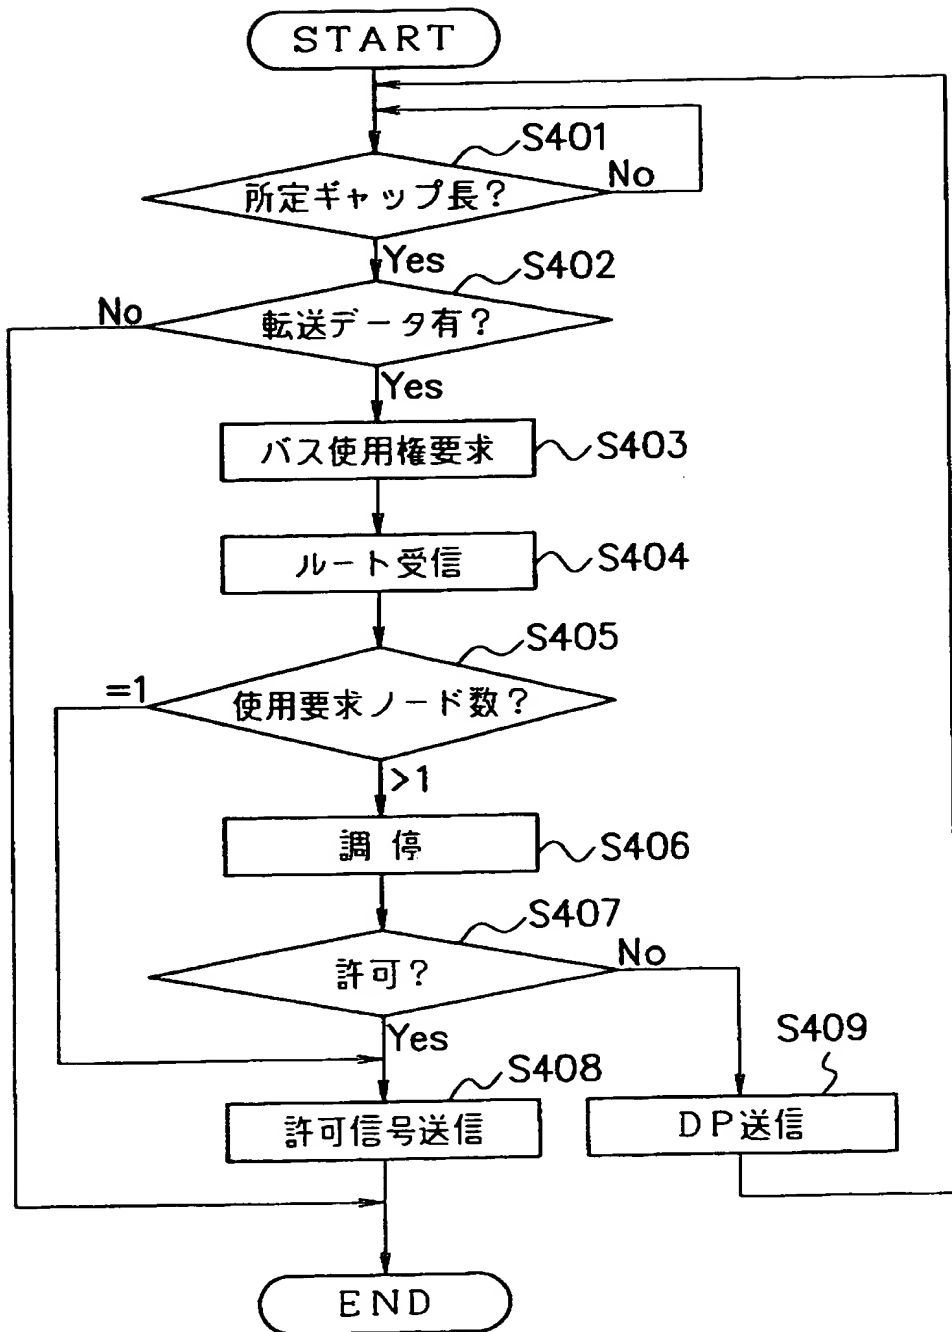 START
S401
所定ギャップ長?
No
Yes
S402
No
転送データ有?
Yes
バス使用権要求
S403
ルート受信
S404
S405
=1
使用要求ノード数?
>1
調停
S406
S407
許可?
No
Yes
S409
S408
許可信号送信
DP送信
END